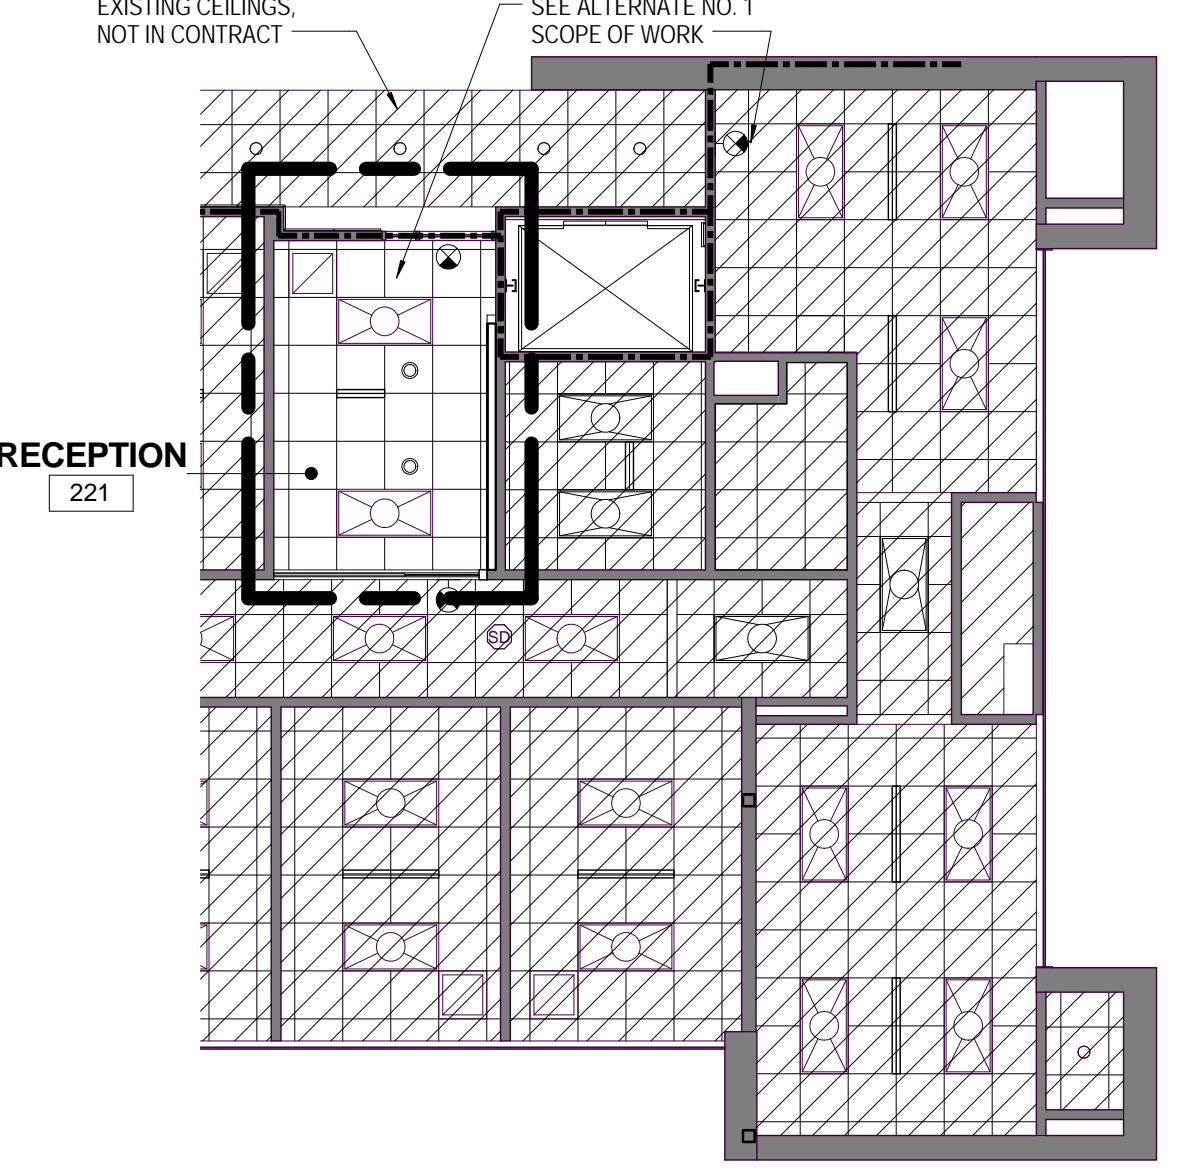 EXISTING CEILINGS,
NOT IN CONTRACT
SEE ALTERNATE NO. 1
SCOPE OF WORK
RECEPTION
221
SD